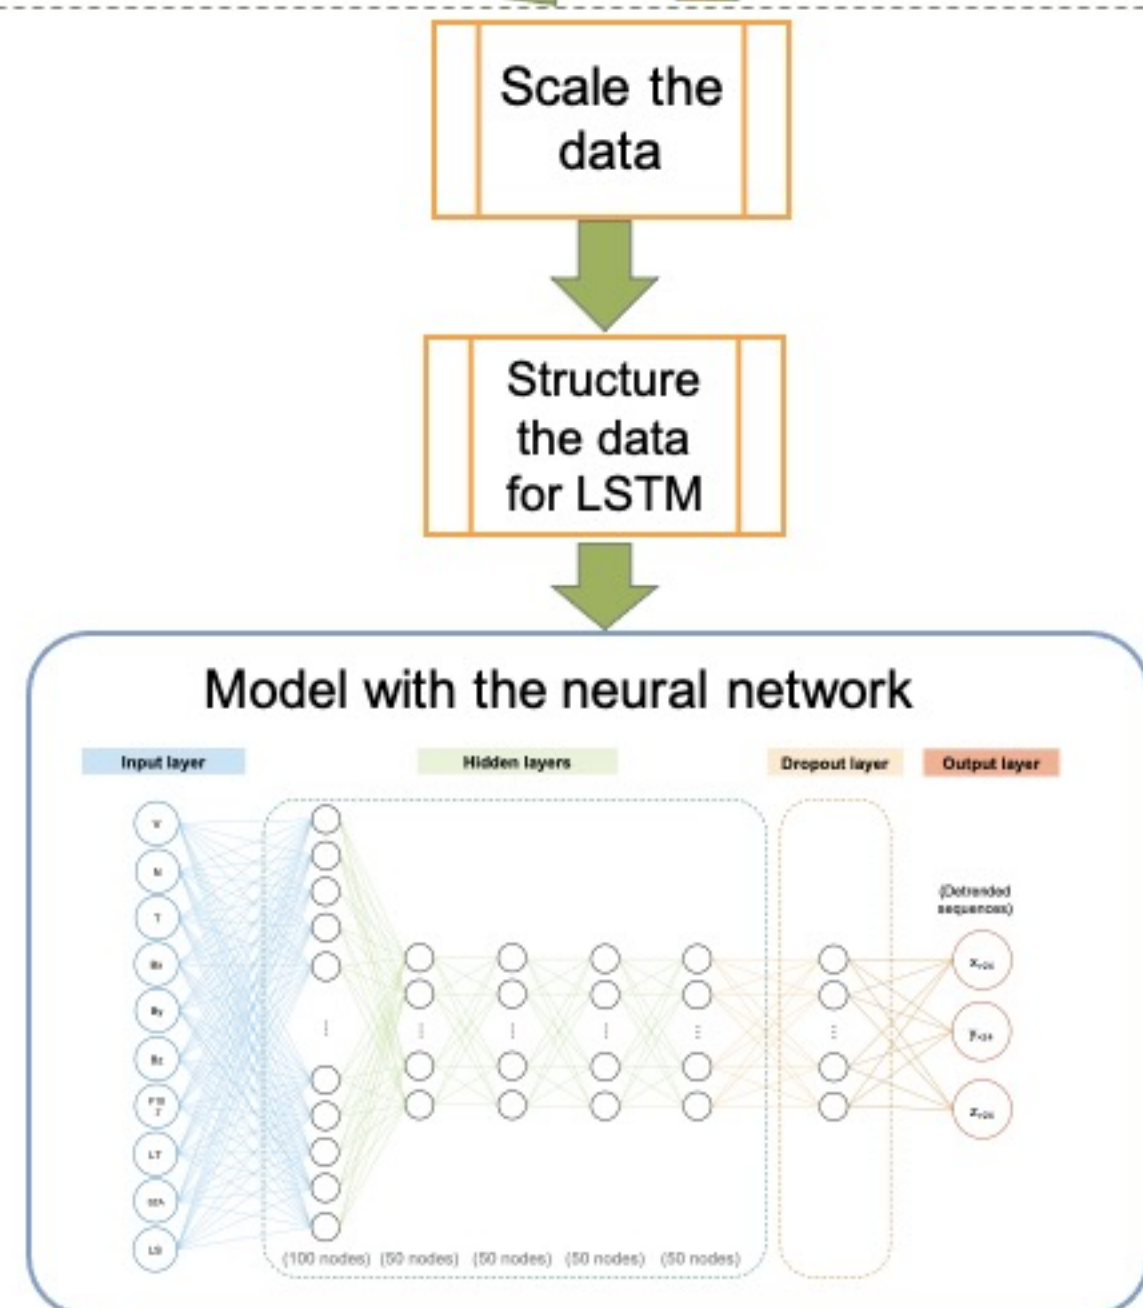 Scale the
data
Structure
the data
for LSTM
Model with the neural network
Input layer
Hidden layers
Dropout layer
Output layer
V
N
T
By
Bz
LT
LS
(Detrended
sequences)
(100 nodes) (50 nodes) (50 nodes) (50 nodes) (50 nodes)